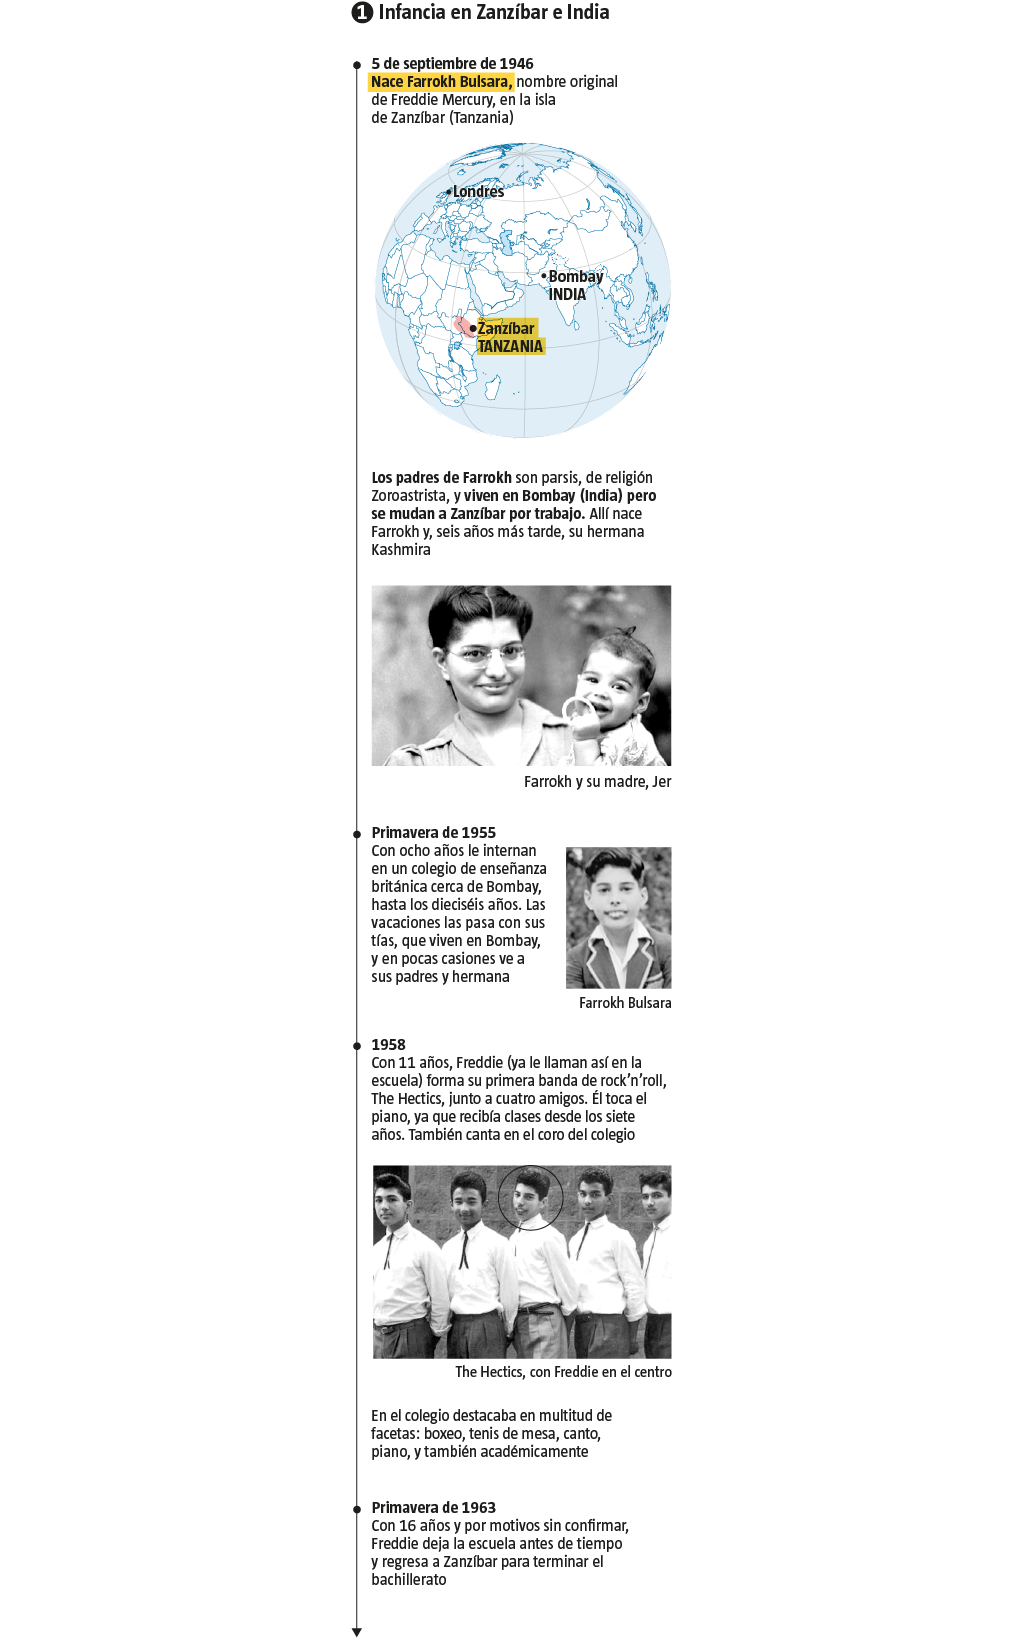 1 Infancia en Zanzíbar e India
5 de septiembre de 1946
Nace Farrokh Bulsara, nombre original
de Freddie Mercury, en la isla
de Zanzíbar (Tanzania)
Londres
Bombay
INDIA
Zanzíbar
TANZANIA
Los padres de Farrokh son parsis, de religión
Zoroastrista, y viven en Bombay (India) pero
se mudan a Zanzíbar por trabajo. Allí nace
Farrokh y, seis años más tarde, su hermana
Kashmira
Farrokh y su madre, Jer
Primavera de 1955
Con ocho años le internan
en un colegio de enseñanza
británica cerca de Bombay,
hasta los dieciséis años. Las
vacaciones las pasa con sus
tías, que viven en Bombay,
y en pocas casiones ve a
sus padres y hermana
Farrokh Bulsara
1958
Con 11 años, Freddie (ya le llaman así en la
escuela) forma su primera banda de rock’n’roll,
The Hectics, junto a cuatro amigos. Él toca el
piano, ya que recibía clases desde los siete
años. También canta en el coro del colegio
The Hectics, con Freddie en el centro
En el colegio destacaba en multitud de
facetas: boxeo, tenis de mesa, canto,
piano, y también académicamente
Primavera de 1963
Con 16 años y por motivos sin confirmar,
Freddie deja la escuela antes de tiempo
y regresa a Zanzíbar para terminar el
bachillerato